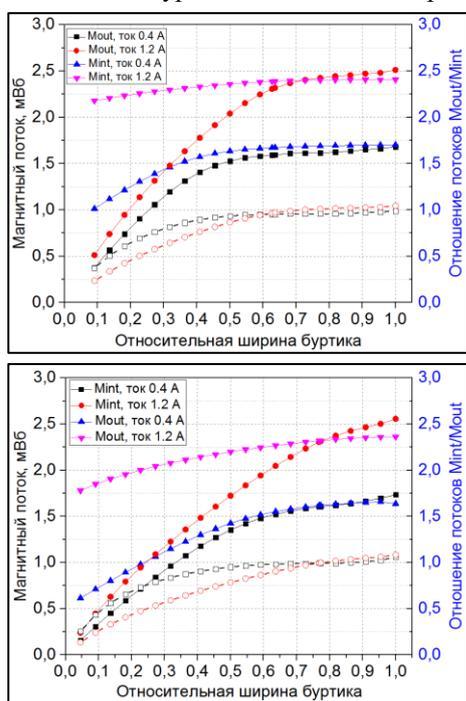 Mout, ток 0.4 А
Mout, ток 1.2 А
Mint, ток 0.4 А
Mint, ток 1.2 А
Магнитный поток, мВб
Отношение потоков Mout/Mint
3,0
2,5
2,0
1,5
1,0
0,5
0,0
3,0
2,5
2,0
1,5
1,0
0,5
0,0
0,0 0,1 0,2 0,3 0,4 0,5 0,6 0,7 0,8 0,9 1,0
Относительная ширина буртика
Mint, ток 0.4 А
Mint, ток 1.2 А
Mout, ток 0.4 А
Mout, ток 1.2 А
Магнитный поток, мВб
Отношение потоков Mint/Mout
3,0
2,5
2,0
1,5
1,0
0,5
0,0
3,0
2,5
2,0
1,5
1,0
0,5
0,0
0,0 0,1 0,2 0,3 0,4 0,5 0,6 0,7 0,8 0,9 1,0
Относительная ширина буртика